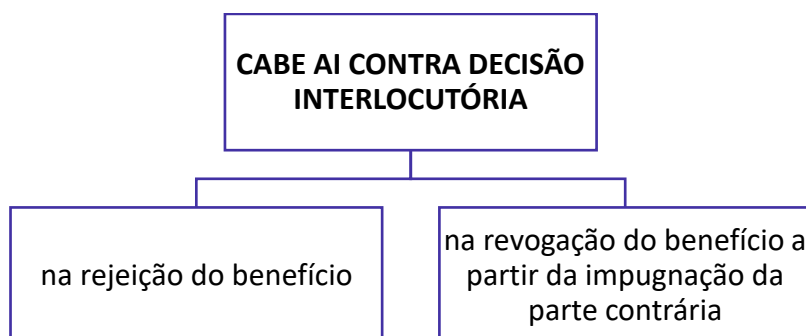 CABE AI CONTRA DECISÃO
INTERLOCUTÓRIA
na rejeição do benefício
na revogação do benefício a
partir da impugnação da
parte contrária